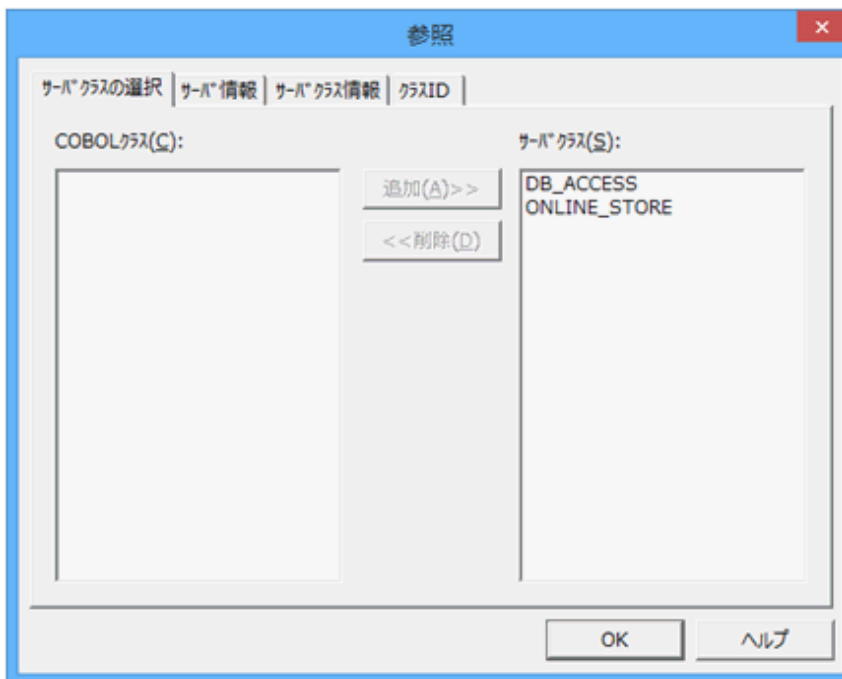 参照
ｻｰﾊﾞｸﾗｽの選択
ｻｰﾊﾞ情報
ｻｰﾊﾞｸﾗｽ情報
ｸﾗｽID
COBOLｸﾗｽ(C):
ｻｰﾊﾞｸﾗｽ(S):
追加(A)>>
<<削除(D)
DB_ACCESS
ONLINE_STORE
OK
ヘルプ